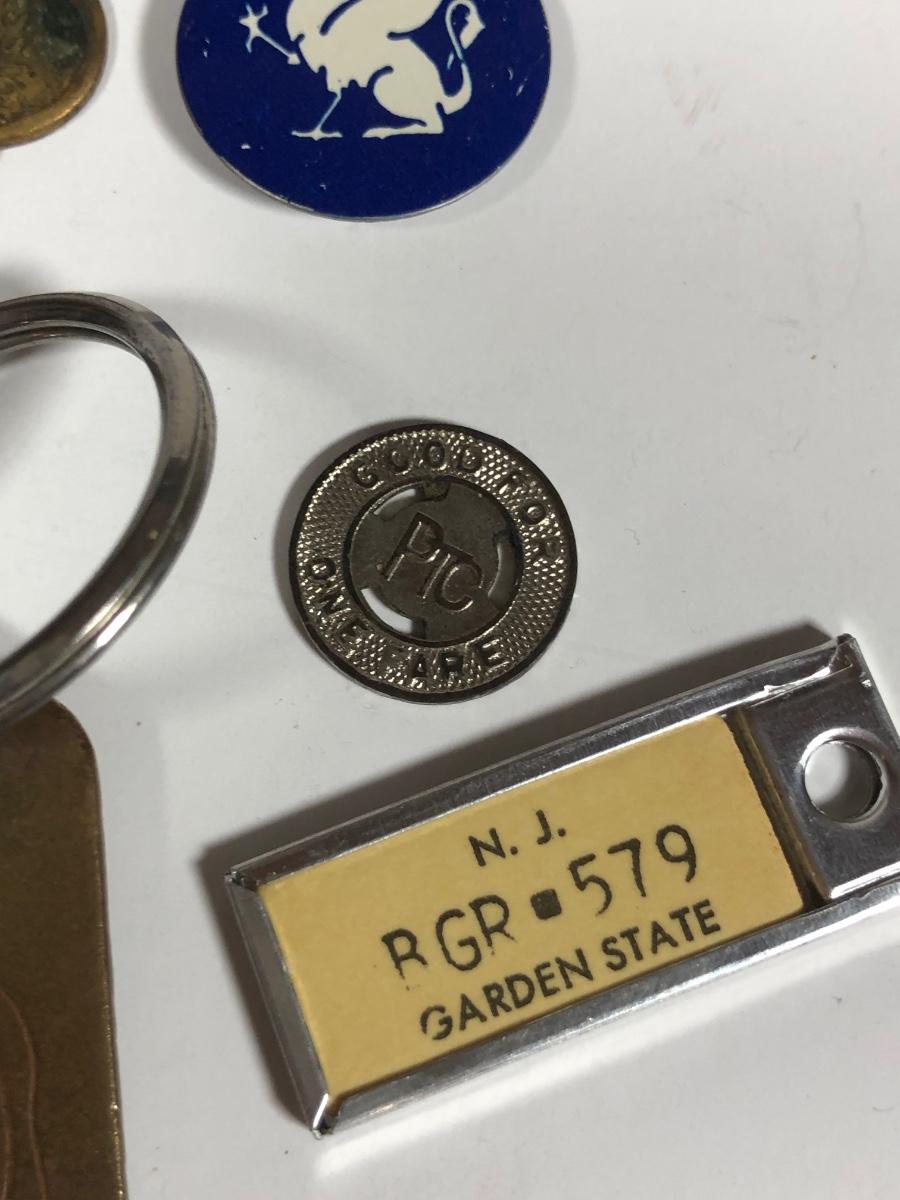 GOOD FOR
PTC
ONE FARE
N. J.
RGR▪579
GARDEN STATE